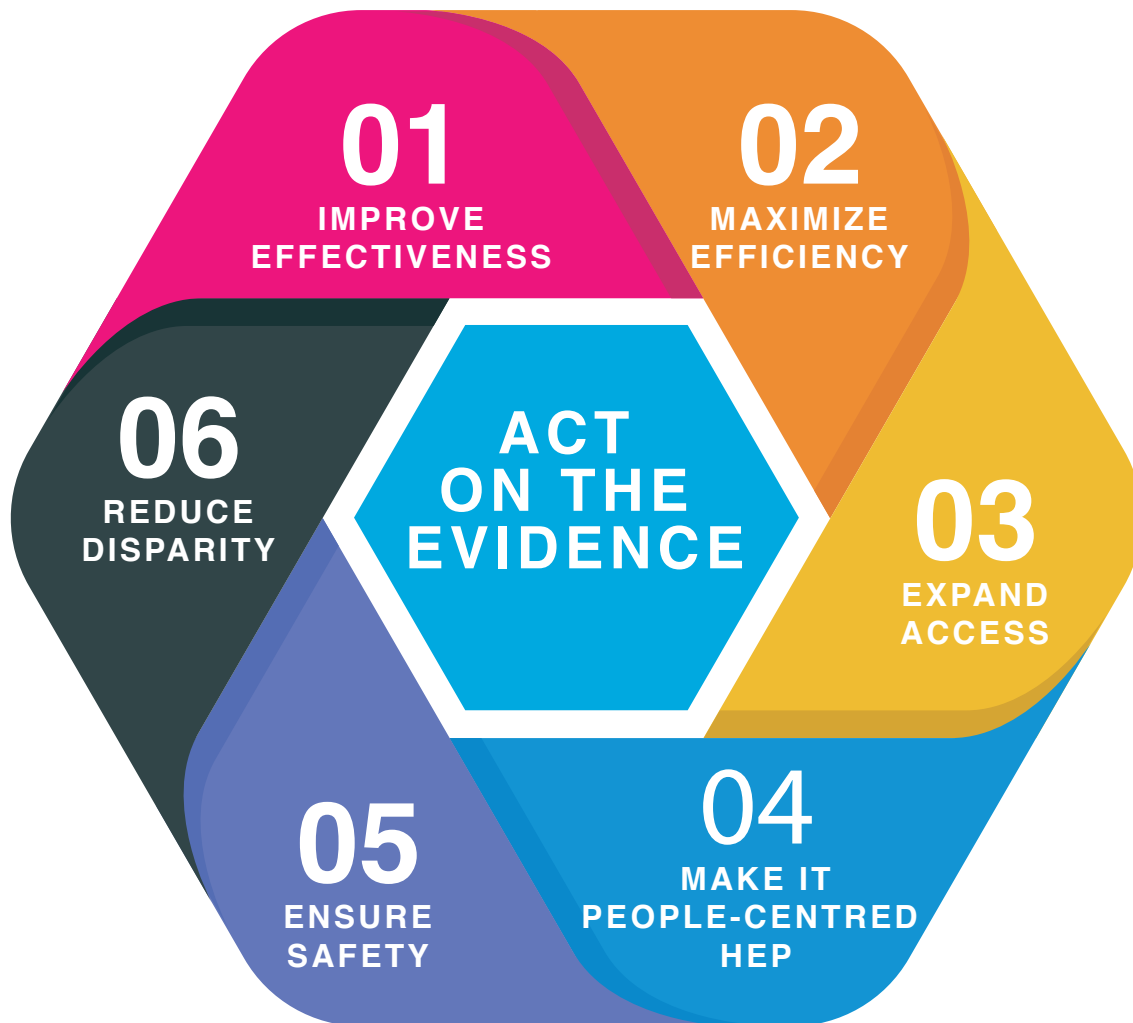 01
IMPROVE
EFFECTIVENESS
02
MAXIMIZE
EFFICIENCY
03
EXPAND
ACCESS
04
MAKE IT
PEOPLE-CENTRED
HEP
05
ENSURE
SAFETY
06
REDUCE
DISPARITY
ACT
ON THE
EVIDENCE